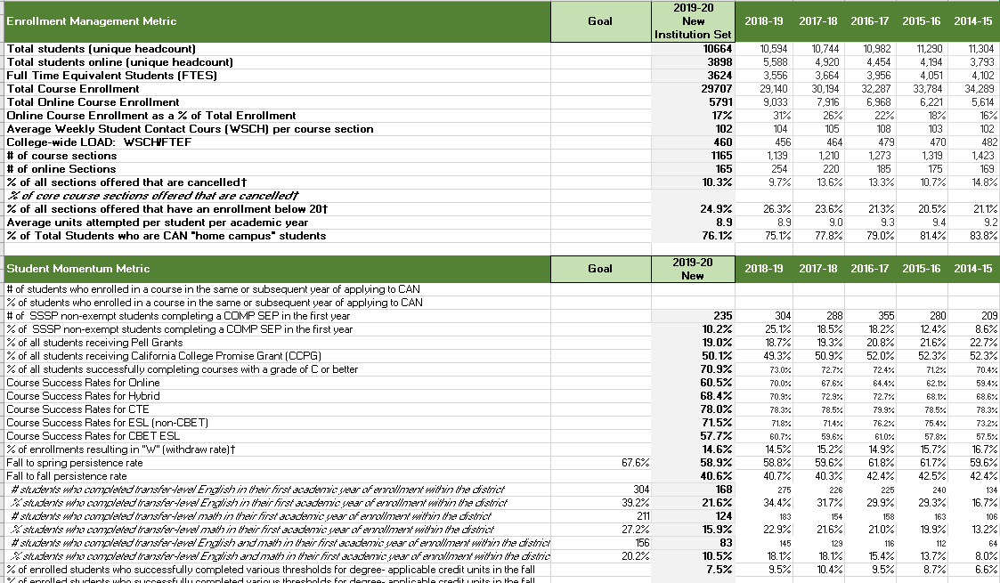 Enrollment Management Metric Goal 2019-20 New Institution Set 2018-19 2017-18 2016-17 2015-16 2014-15
Total students (unique headcount) 10664 10,594 10,744 10,982 11,290 11,304
Total students online (unique headcount) 3898 5,588 4,920 4,454 4,194 3,793
Full Time Equivalent Students (FTES) 3624 3,556 3,664 3,956 4,051 4,102
Total Course Enrollment 29707 29,140 30,194 32,287 33,784 34,289
Total Online Course Enrollment 5791 9,033 7,916 6,968 6,221 5,614
Online Course Enrollment as a % of Total Enrollment 17% 31% 26% 22% 18% 16%
Average Weekly Student Contact Cours (WSCH) per course section 102 104 105 108 103 102
College-wide LOAD: WSCH/FTEF 460 456 464 479 470 482
# of course sections 1165 1,139 1,210 1,273 1,319 1,423
# of online Sections 165 254 220 185 175 169
% of all sections offered that are cancelled† 10.3% 9.7% 13.6% 13.3% 10.7% 14.8%
% of core course sections offered that are cancelled†
% of all sections offered that have an enrollment below 20† 24.9% 26.3% 23.6% 21.3% 20.5% 21.1%
Average units attempted per student per academic year 8.9 8.9 9.0 9.3 9.4 9.2
% of Total Students who are CAN "home campus" students 76.1% 75.1% 77.8% 79.0% 81.4% 83.8%
Student Momentum Metric Goal 2019-20 New 2018-19 2017-18 2016-17 2015-16 2014-15
# of students who enrolled in a course in the same or subsequent year of applying to CAN
% of students who enrolled in a course in the same or subsequent year of applying to CAN
# of SSSP non-exempt students completing a COMP SEP in the first year 235 304 288 355 280 209
% of SSSP non-exempt students completing a COMP SEP in the first year 10.2% 25.1% 18.5% 18.2% 12.4% 8.6%
% of all students receiving Pell Grants 19.0% 18.7% 19.3% 20.8% 21.6% 22.7%
% of all students receiving California College Promise Grant (CCPG) 50.1% 49.3% 50.9% 52.0% 52.3% 52.3%
% of all students successfully completing courses with a grade of C or better 70.9% 73.0% 72.7% 72.4% 71.2% 70.4%
Course Success Rates for Online 60.5% 70.0% 67.6% 64.4% 62.1% 59.4%
Course Success Rates for Hybrid 68.4% 70.9% 72.9% 72.7% 68.1% 68.6%
Course Success Rates for CTE 78.0% 78.3% 78.5% 79.9% 78.5% 78.3%
Course Success Rates for ESL (non-CBET) 71.5% 71.8% 71.4% 76.2% 75.4% 73.2%
Course Success Rates for CBET ESL 57.7% 60.7% 59.6% 61.0% 57.8% 57.5%
% of enrollments resulting in "W" (withdraw rate)† 14.6% 14.5% 15.2% 14.9% 15.7% 16.7%
Fall to spring persistence rate 67.6% 58.9% 58.8% 59.6% 61.8% 61.7% 59.6%
Fall to fall persistence rate 40.6% 40.7% 40.3% 42.4% 42.5% 42.4%
# students who completed transfer-level English in their first academic year of enrollment within the district 304 168 275 226 225 240 134
% students who completed transfer-level English in their first academic year of enrollment within the district 39.2% 21.6% 34.4% 31.7% 29.9% 29.3% 16.7%
# students who completed transfer-level math in their first academic year of enrollment within the district 211 124 183 154 158 163 106
% students who completed transfer-level math in their first academic year of enrollment within the district 27.2% 15.9% 22.9% 21.6% 21.0% 19.9% 13.2%
# students who completed transfer-level English and math in their first academic year of enrollment within the district 156 83 145 129 116 112 64
% students who completed transfer-level English and math in their first academic year of enrollment within the distric 20.2% 10.5% 18.1% 18.1% 15.4% 13.7% 8.0%
% of enrolled students who successfully completed various thresholds for degree- applicable credit units in the fall 7.5% 9.5% 10.4% 9.5% 8.7% 6.6%
% of enrolled students who successfully completed various thresholds for degree- applicable credit units in the fall